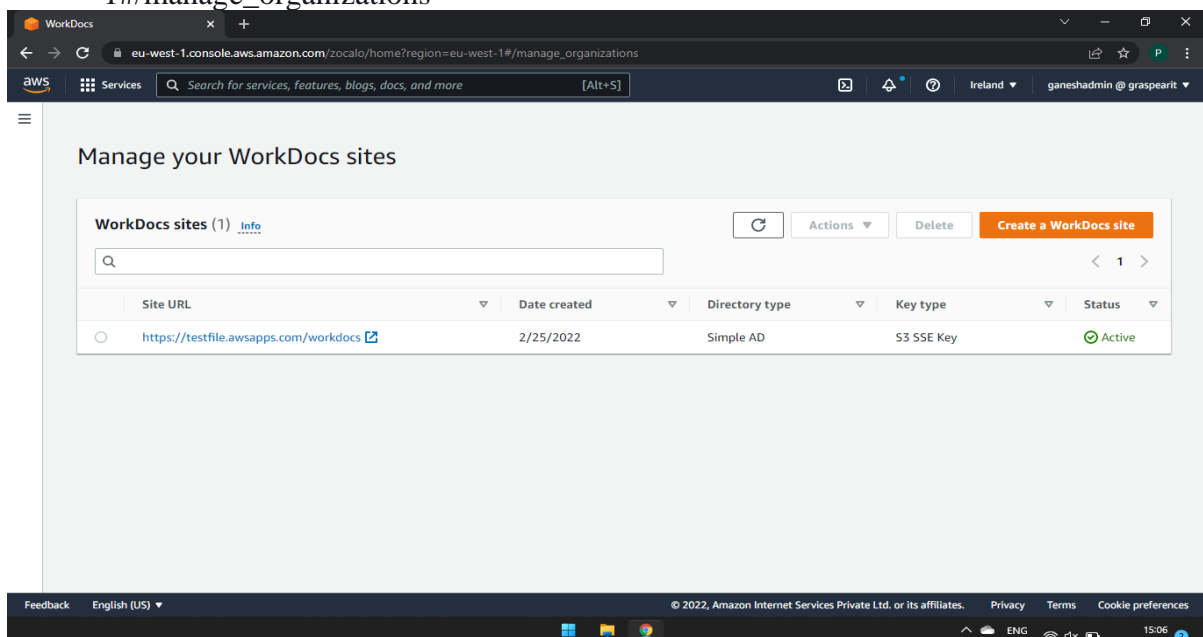 1#/manage_organizations
WorkDocs
eu-west-1.console.aws.amazon.com/zocalo/home?region=eu-west-1#/manage_organizations P
aws Services Search for services, features, blogs, docs, and more [Alt+S] Ireland ganeshadmin @ graspearit
Manage your WorkDocs sites
WorkDocs sites (1) Info Actions Delete Create a WorkDocs site
1
Site URL Date created Directory type Key type Status
https://testfile.awsapps.com/workdocs 2/25/2022 Simple AD S3 SSE Key Active
Feedback English (US) © 2022, Amazon Internet Services Private Ltd. or its affiliates. Privacy Terms Cookie preferences
ENG 15:06